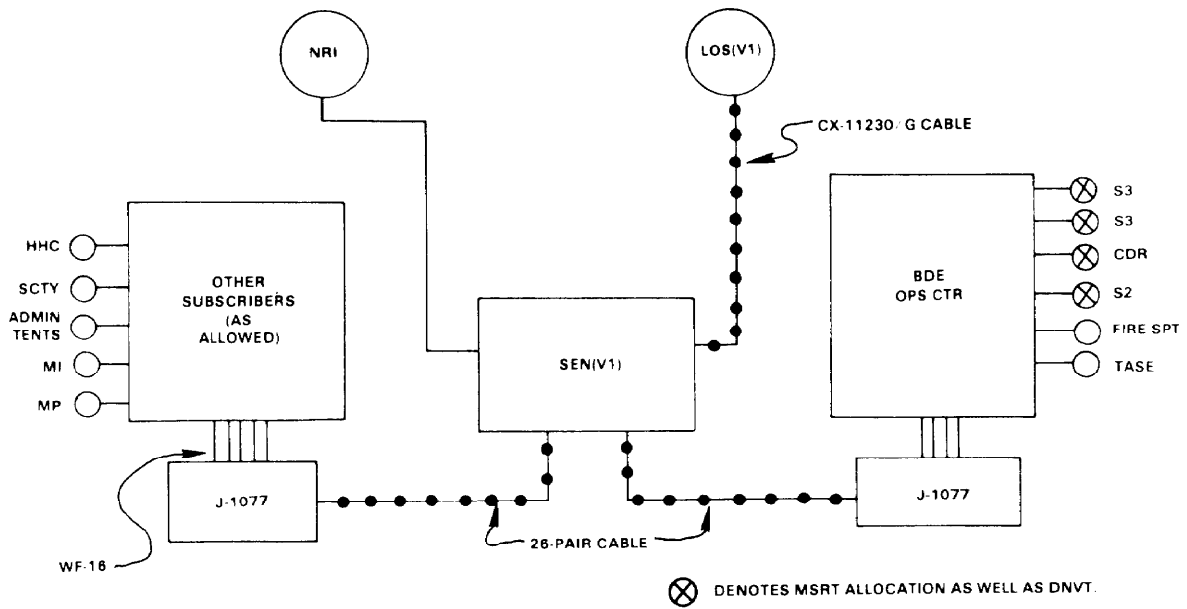 NRI
LOS(V1)
CX-11230/G CABLE
HHC
SCTY
ADMIN
TENTS
MI
MP
OTHER
SUBSCRIBERS
(AS
ALLOWED)
SEN(V1)
BDE
OPS CTR
S3
S3
CDR
S2
FIRE SPT
TASE
J-1077
J-1077
WF-16
26-PAIR CABLE
DENOTES MSRT ALLOCATION AS WELL AS DNVT.